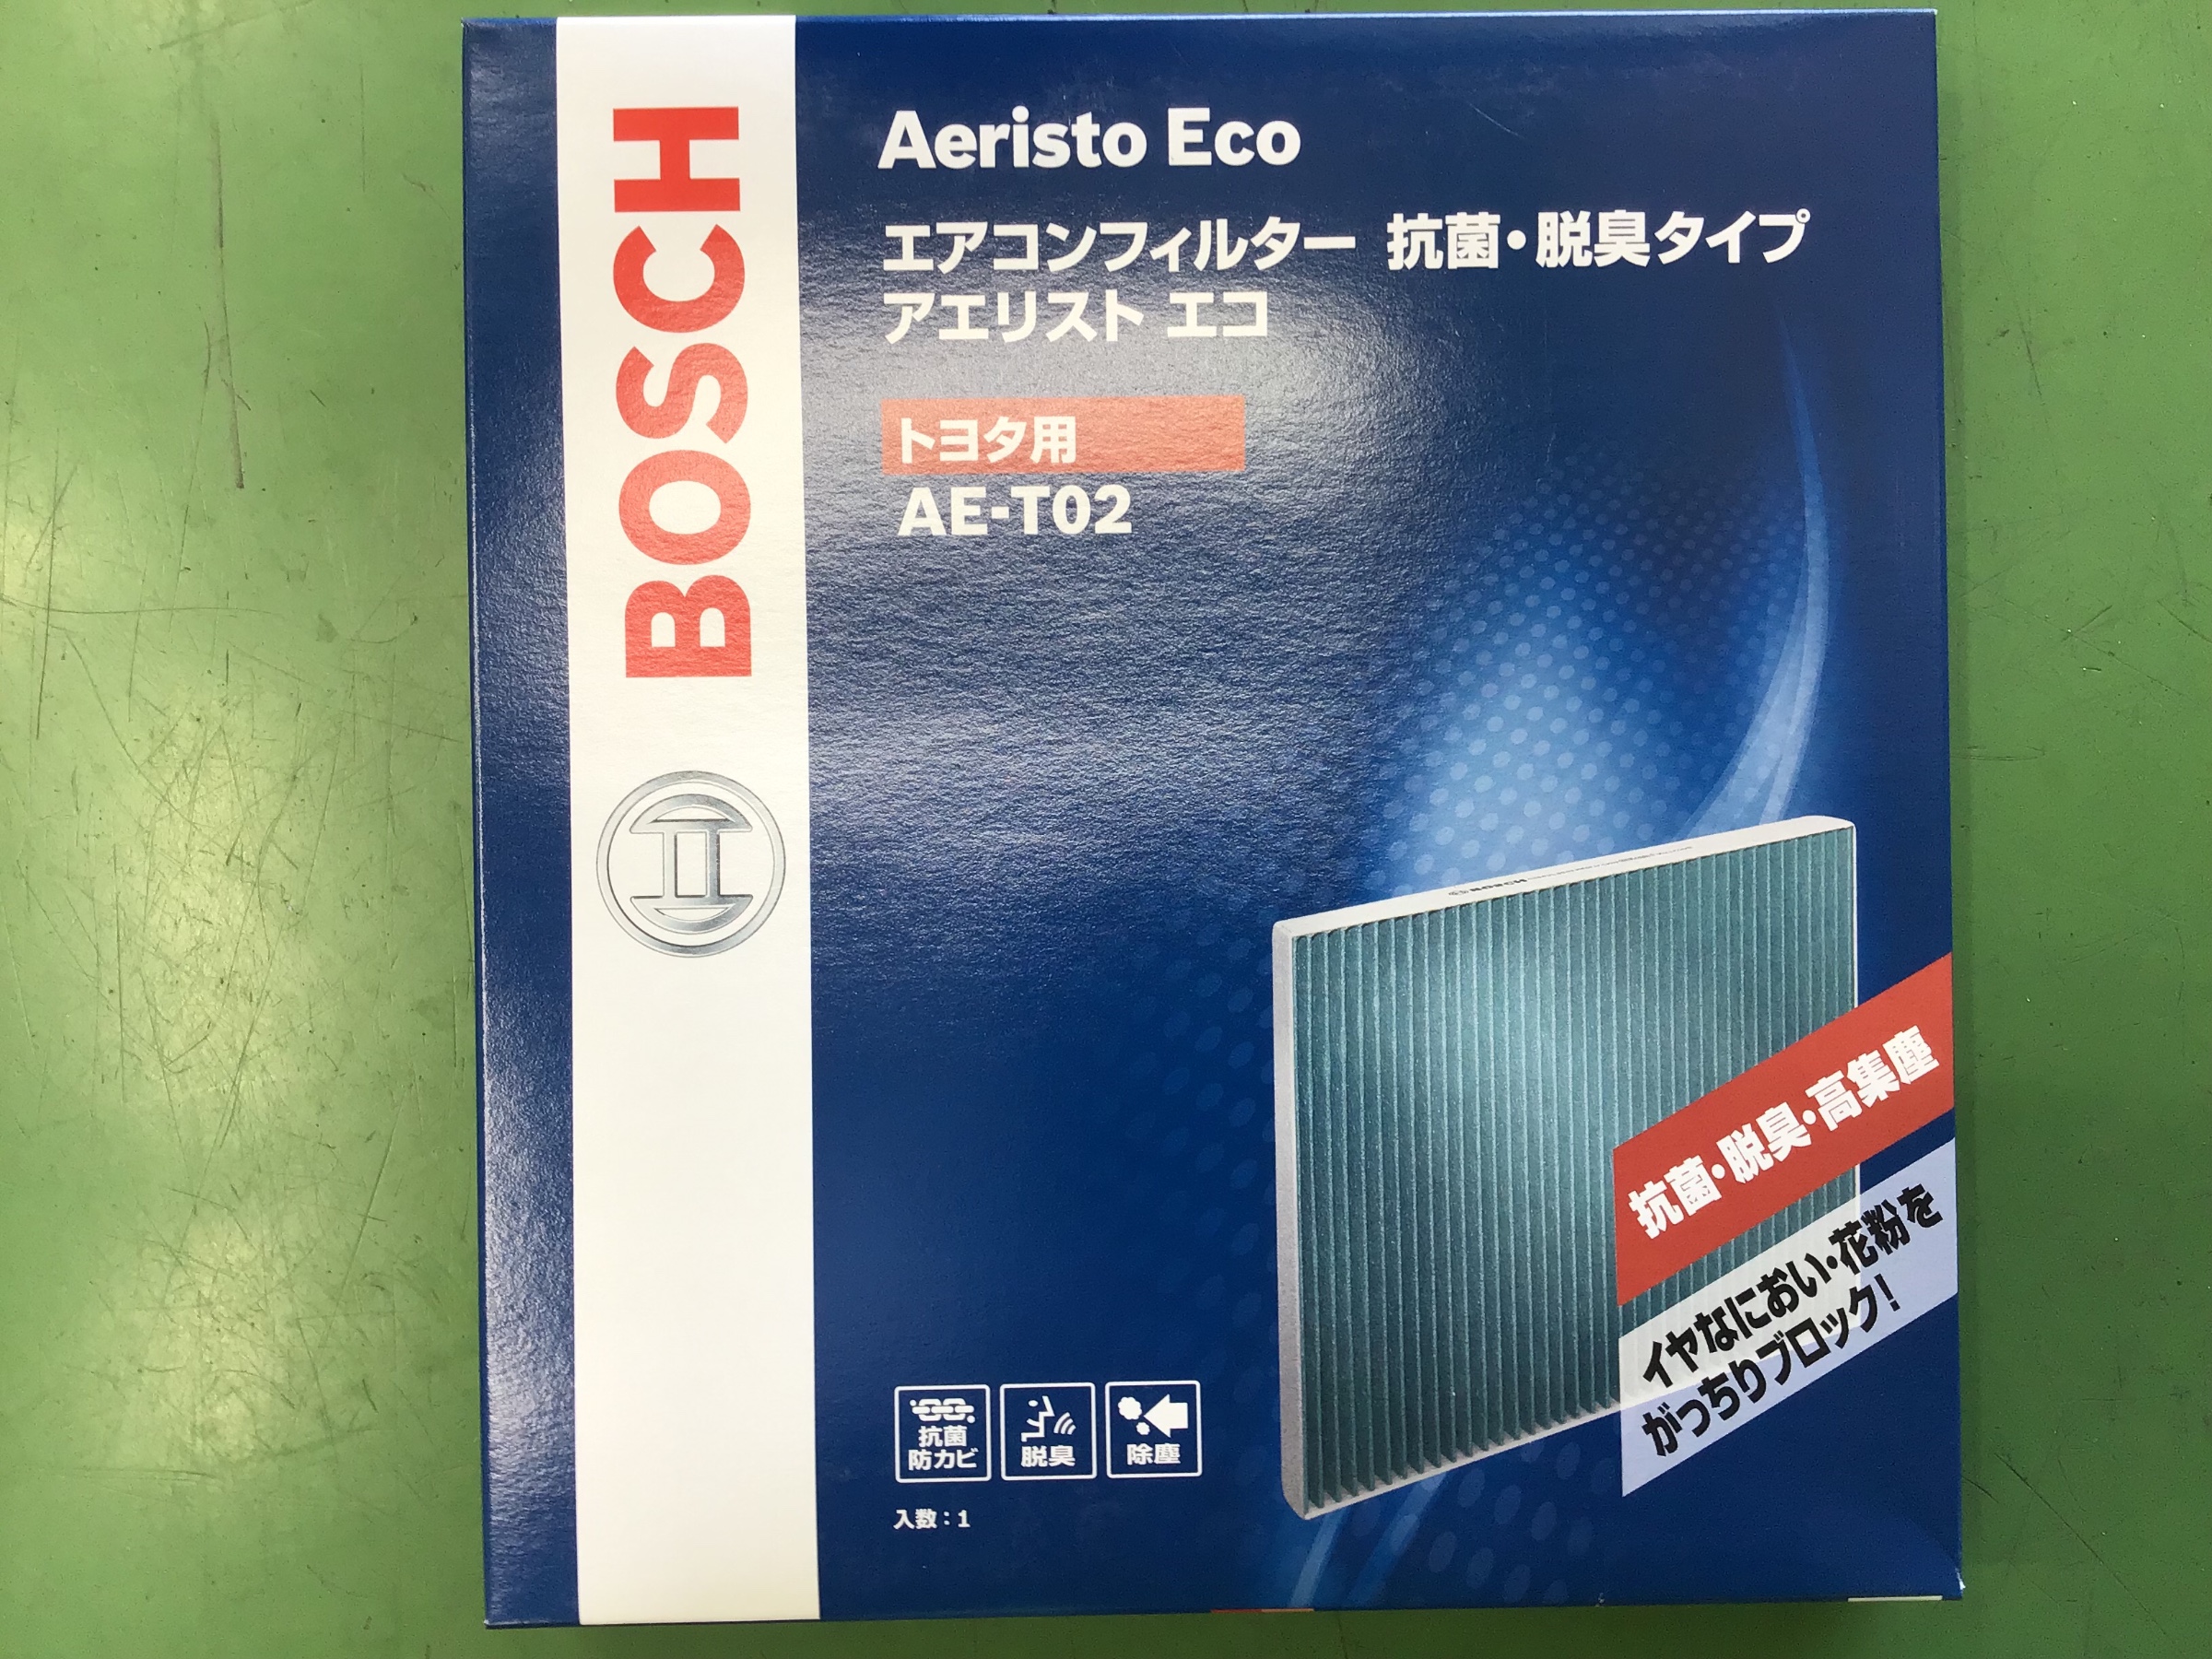 BOSCH
Aeristo Eco
エアコンフィルター 抗菌・脱臭タイプ
アエリスト エコ
トヨタ用
AE-T02
BOSCH
抗菌・脱臭・高集塵
イヤなにおい・花粉を
がっちりブロック!
抗菌
防カビ
脱臭
除塵
入数:1